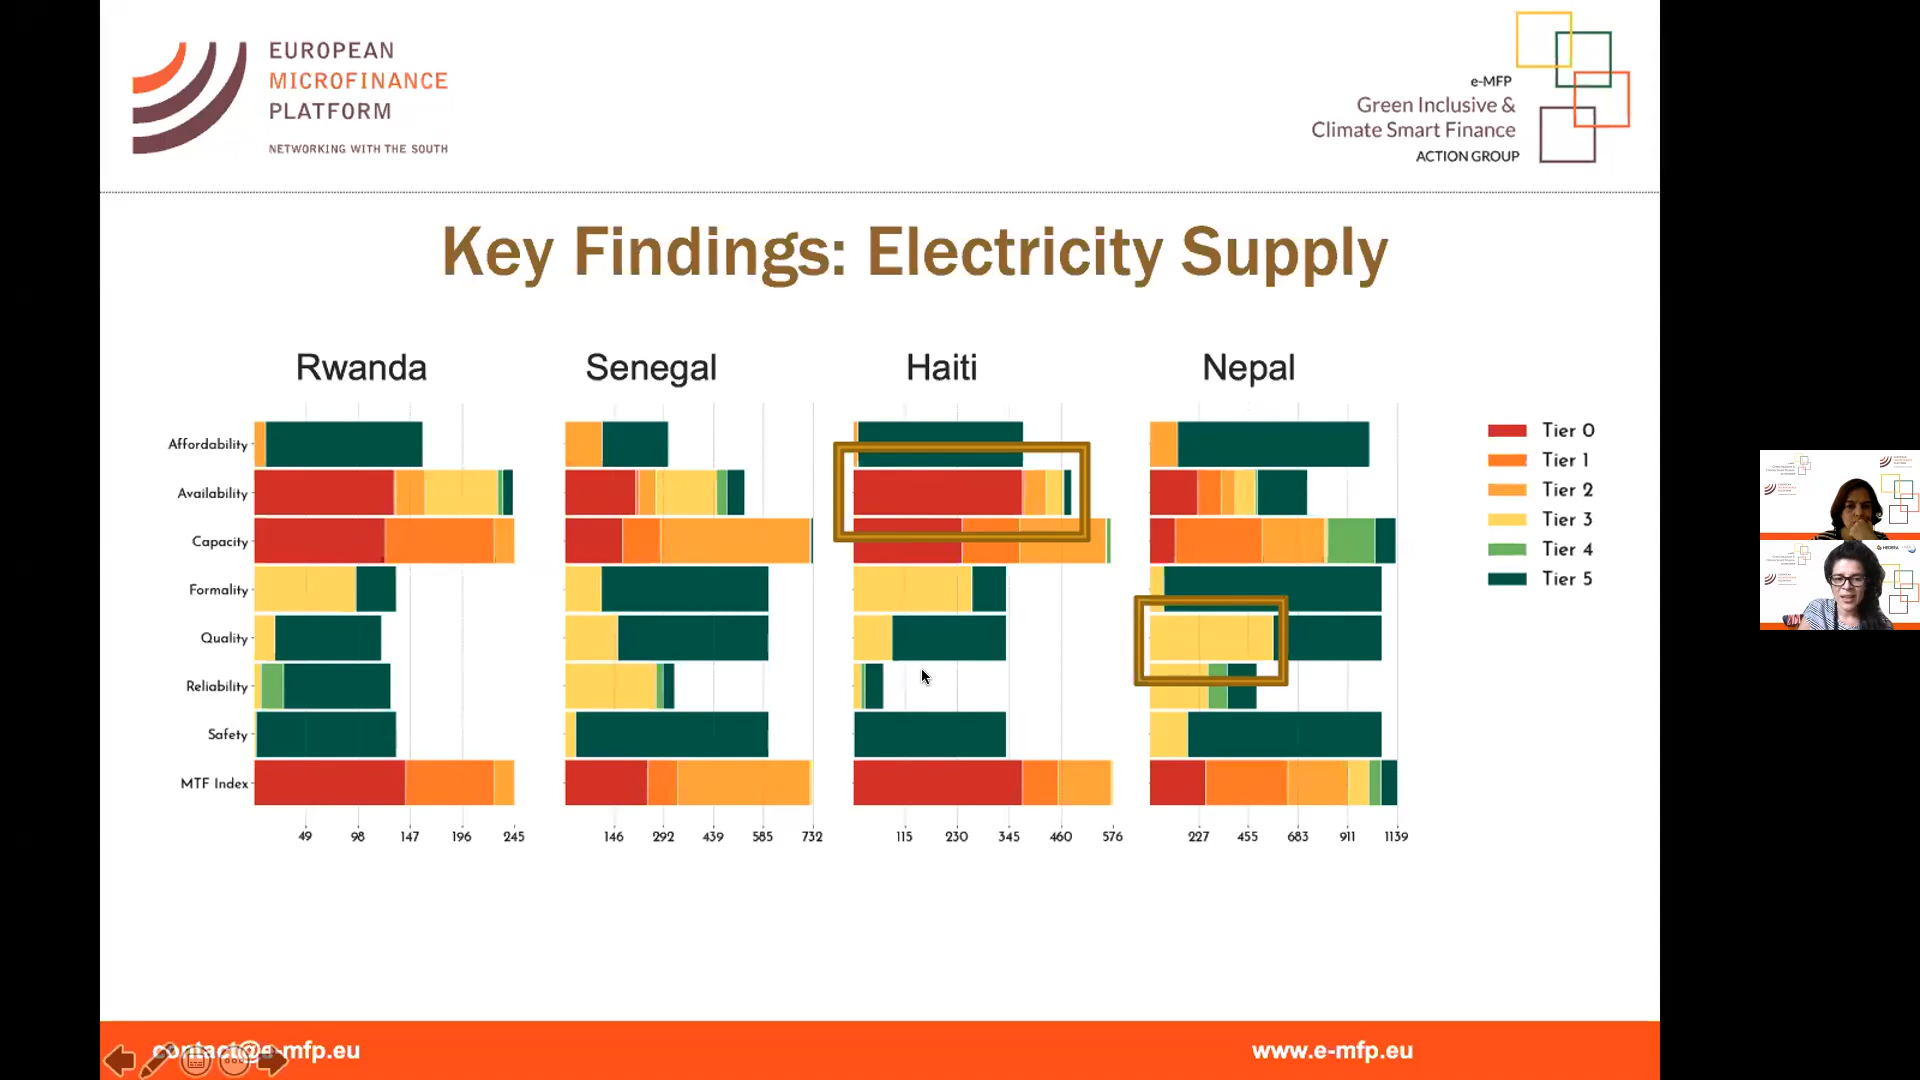 EUROPEAN
MICROFINANCE
PLATFORM
NETWORKING WITH THE SOUTH
e-MFP
Green Inclusive &
Climate Smart Finance
ACTION GROUP
Key Findings: Electricity Supply
Rwanda
Senegal
Haiti
Nepal
Affordability
Availability
Capacity
Formality
Quality
Reliability
Safety
MTF Index
49 98 147 196 245
146 292 439 585 732
115 230 345 460 576
227 455 683 911 1139
Tier 0
Tier 1
Tier 2
Tier 3
Tier 4
Tier 5
contact@e-mfp.eu
www.e-mfp.eu